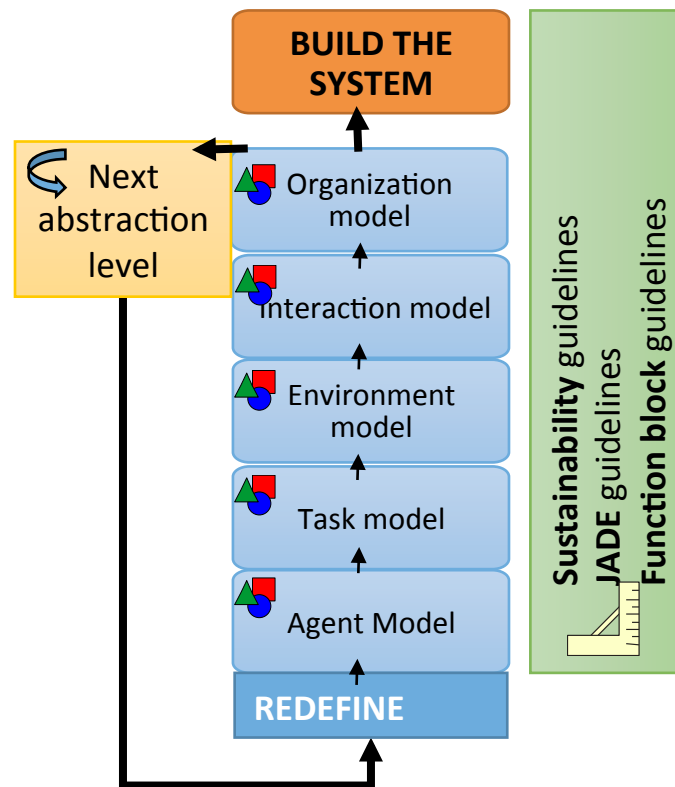 BUILD THE
SYSTEM
Next
abstraction
level
Organization
model
Interaction model
Environment
model
Task model
Agent Model
REDEFINE
Sustainability guidelines
JADE guidelines
Function block guidelines